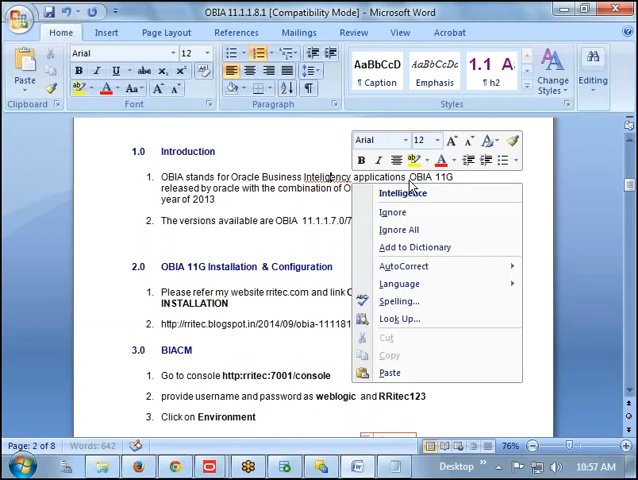 OBIA 11.1.1.8.1 [Compatibility Mode] - Microsoft Word
Home Insert Page Layout References Mailings Review View Acrobat
Paste
Clipboard
Arial 12
Font
Paragraph
AaBbCcD AaBbCcDd 1.1 A
¶ Caption Emphasis ¶ h2
Change Styles
Styles
Editing
1.0 Introduction
1. OBIA stands for Oracle Business Inteligency applications OBIA 11G
released by oracle with the combination of
year of 2013
2. The versions available are OBIA 11.1.1.7.0/7
2.0 OBIA 11G Installation & Configuration
1. Please refer my website rritec.com and link
INSTALLATION
2. http://rritec.blogspot.in/2014/09/obia-111181
3.0 BIACM
1. Go to console http:rritec:7001/console
2. provide username and password as weblogic and RRitec123
3. Click on Environment
Arial 12
Intelligence
Ignore
Ignore All
Add to Dictionary
AutoCorrect
Language
Spelling...
Look Up...
Cut
Copy
Paste
Page: 2 of 8 Words: 642 76%
Desktop 10:57 AM